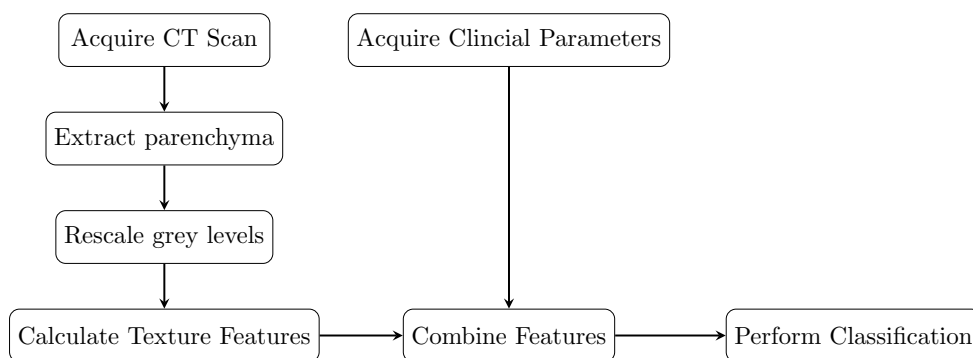 Acquire CT Scan
Acquire Clincial Parameters
Extract parenchyma
Rescale grey levels
Calculate Texture Features
Combine Features
Perform Classification